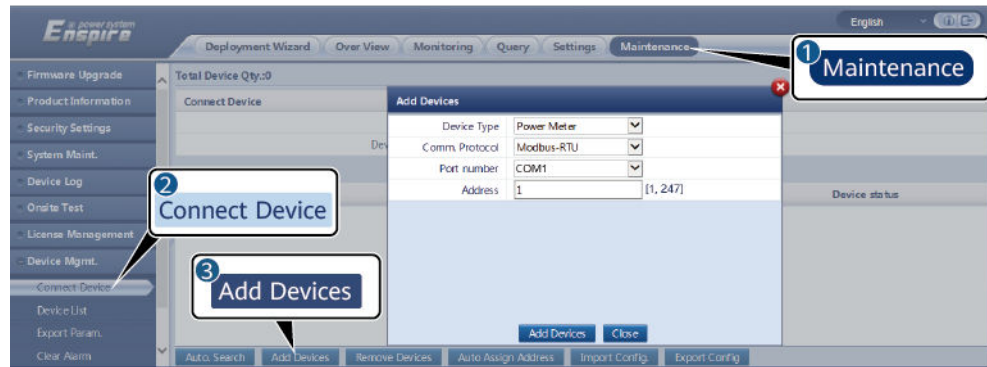 English
Enspire
power system
Deployment Wizard Over View Monitoring Query Settings Maintenance
1 Maintenance
Firmware Upgrade
Product Information
Security Settings
System Maint.
Device Log
Onsite Test
License Management
Device Mgmt.
Connect Device
Device List
Export Param.
Clear Alarm
2 Connect Device
Total Device Qty.:0
Connect Device
Dev
Device status
Add Devices
Device Type Power Meter
Comm. Protocol Modbus-RTU
Port number COM1
Address 1 [1, 247]
Add Devices Close
3 Add Devices
Auto. Search Add Devices Remove Devices Auto Assign Address Import Config. Export Config